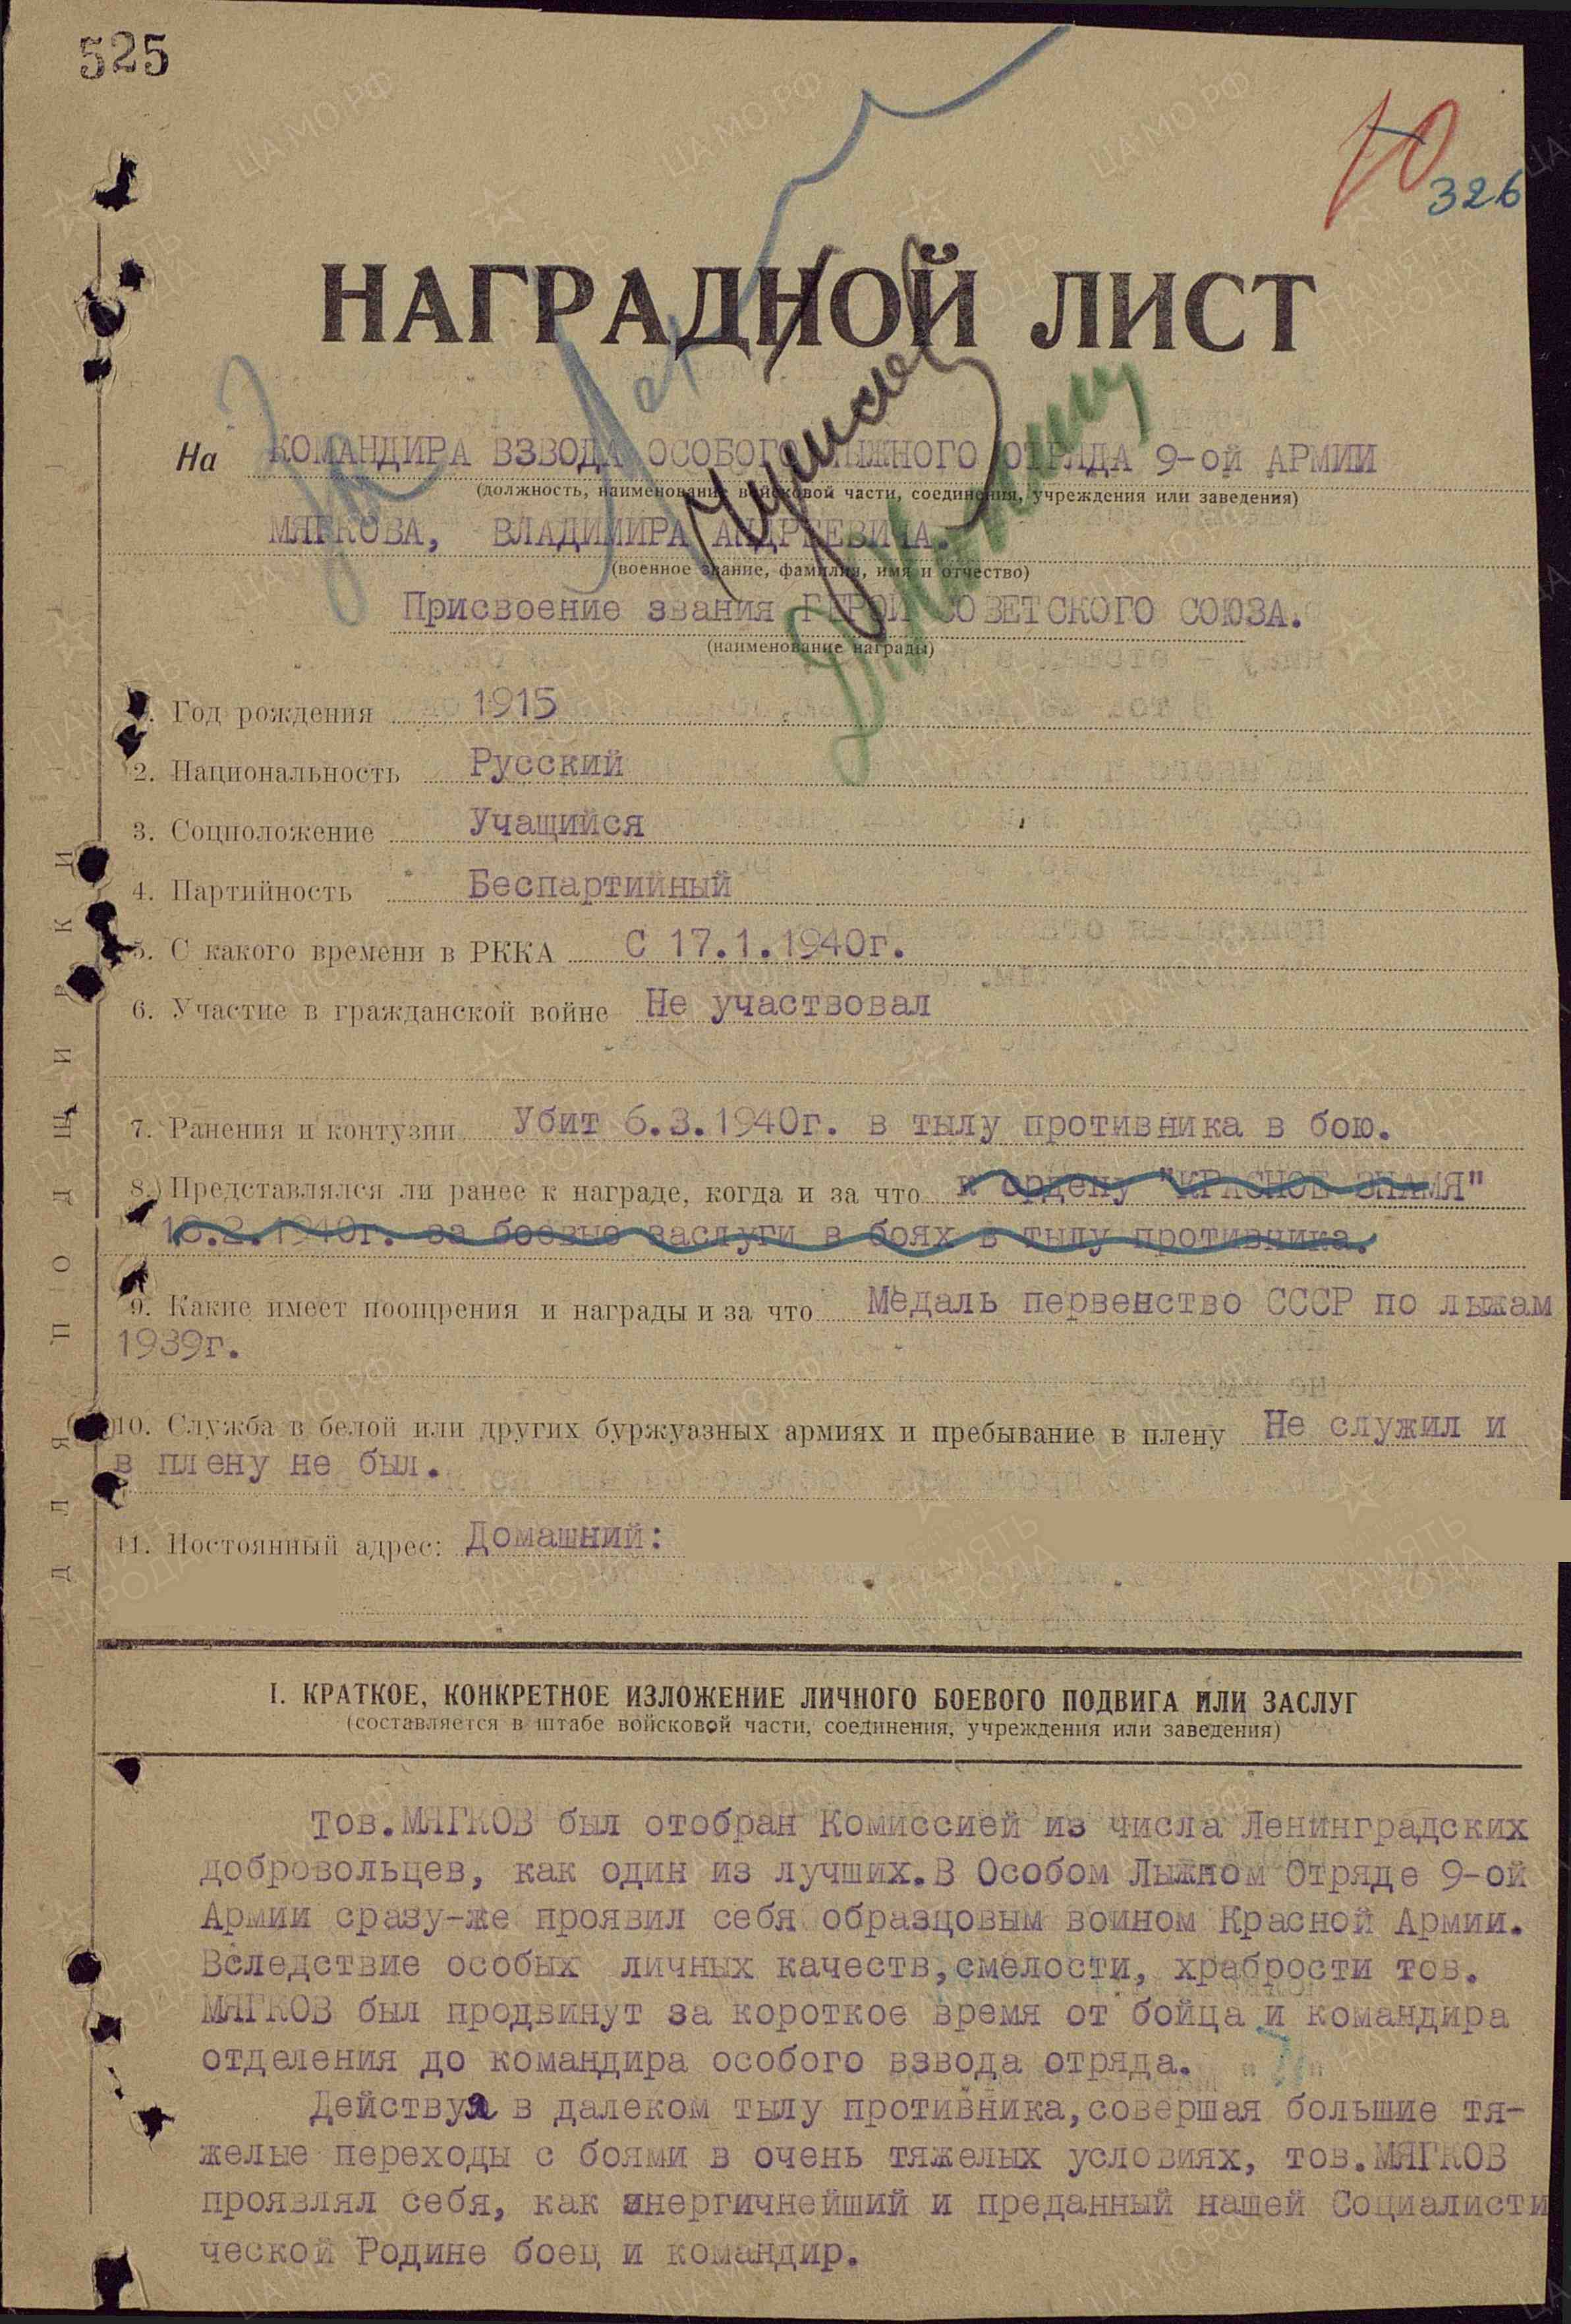 525
326
НАГРАДНОЙ ЛИСТ
На КОМАНДИРА ВЗВОДА ОСОБОГО ЛЫЖНОГО ОТРЯДА 9-ой АРМИИ
(должность, наименование войсковой части, соединения, учреждения или заведения)
МЯГКОВА, ВЛАДИМИРА АНДРЕЕВИЧА.
(военное звание, фамилия, имя и отчество)
Присвоение звания ГЕРОЙ СОВЕТСКОГО СОЮЗА.
(наименование награды)
1. Год рождения 1915
2. Национальность Русский
3. Соцположение Учащийся
4. Партийность Беспартийный
5. С какого времени в РККА С 17.1.1940г.
6. Участие в гражданской войне Не участвовал
7. Ранения и контузии Убит 6.3.1940г. в тылу противника в бою.
8. Представлялся ли ранее к награде, когда и за что к ордену "КРАСНОЕ ЗНАМЯ"
.2.1940г. за боевые заслуги в боях в тылу противника.
9. Какие имеет поощрения и награды и за что Медаль первенство СССР по лыжам
1939г.
10. Служба в белой или других буржуазных армиях и пребывание в плену Не служил и
в плену не был.
11. Постоянный адрес: Домашний:
ДЛЯ ПОДШИВКИ
I. КРАТКОЕ, КОНКРЕТНОЕ ИЗЛОЖЕНИЕ ЛИЧНОГО БОЕВОГО ПОДВИГА ИЛИ ЗАСЛУГ
(составляется в штабе войсковой части, соединения, учреждения или заведения)
Тов.МЯГКОВ был отобран Комиссией из числа Ленинградских
добровольцев, как один из лучших.В Особом Лыжном Отряде 9-ой
Армии сразу-же проявил себя образцовым воином Красной Армии.
Вследствие особых личных качеств,смелости, храбрости тов.
МЯГКОВ был продвинут за короткое время от бойца и командира
отделения до командира особого взвода отряда.
Действуя в далеком тылу противника,совершая большие тя-
желые переходы с боями в очень тяжелых условиях, тов.МЯГКОВ
проявлял себя, как энергичнейший и преданный нашей Социалисти
ческой Родине боец и командир.